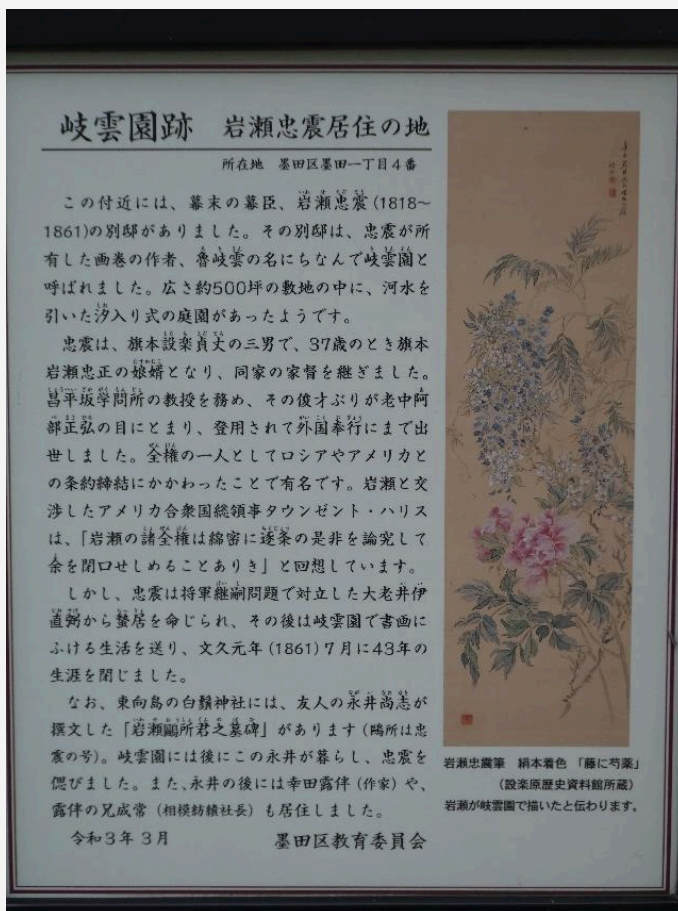 岐雲園跡　岩瀬忠震居住の地
所在地　墨田区墨田一丁目4番
この付近には、幕末の幕臣、岩瀬忠震(1818～
1861)の別邸がありました。その別邸は、忠震が所
有した画巻の作者、魯岐雲の名にちなんで岐雲園と
呼ばれました。広さ約500坪の敷地の中に、河水を
引いた汐入り式の庭園があったようです。
忠震は、旗本設楽貞丈の三男で、37歳のとき旗本
岩瀬忠正の娘婿となり、同家の家督を継ぎました。
昌平坂学問所の教授を務め、その俊才ぶりが老中阿
部正弘の目にとまり、登用されて外国奉行にまで出
世しました。全権の一人としてロシアやアメリカと
の条約締結にかかわったことで有名です。岩瀬と交
渉したアメリカ合衆国総領事タウンゼント・ハリス
は、「岩瀬の諸全権は綿密に逐条の是非を論究して
余を閉口せしめることありき」と回想しています。
しかし、忠震は将軍継嗣問題で対立した大老井伊
直弼から蟄居を命じられ、その後は岐雲園で書画に
ふける生活を送り、文久元年(1861)7月に43年の
生涯を閉じました。
なお、東向島の白鬚神社には、友人の永井尚志が
撰文した「岩瀬鷗所君之墓碑」があります(鷗所は忠
震の号)。岐雲園には後にこの永井が暮らし、忠震を
偲びました。また、永井の後には幸田露伴(作家)や、
露伴の兄成常(相模紡績社長)も居住しました。
令和3年3月　墨田区教育委員会
岩瀬忠震筆　絹本着色　「藤に芍薬」
(設楽原歴史資料館所蔵)
岩瀬が岐雲園で描いたと伝わります。